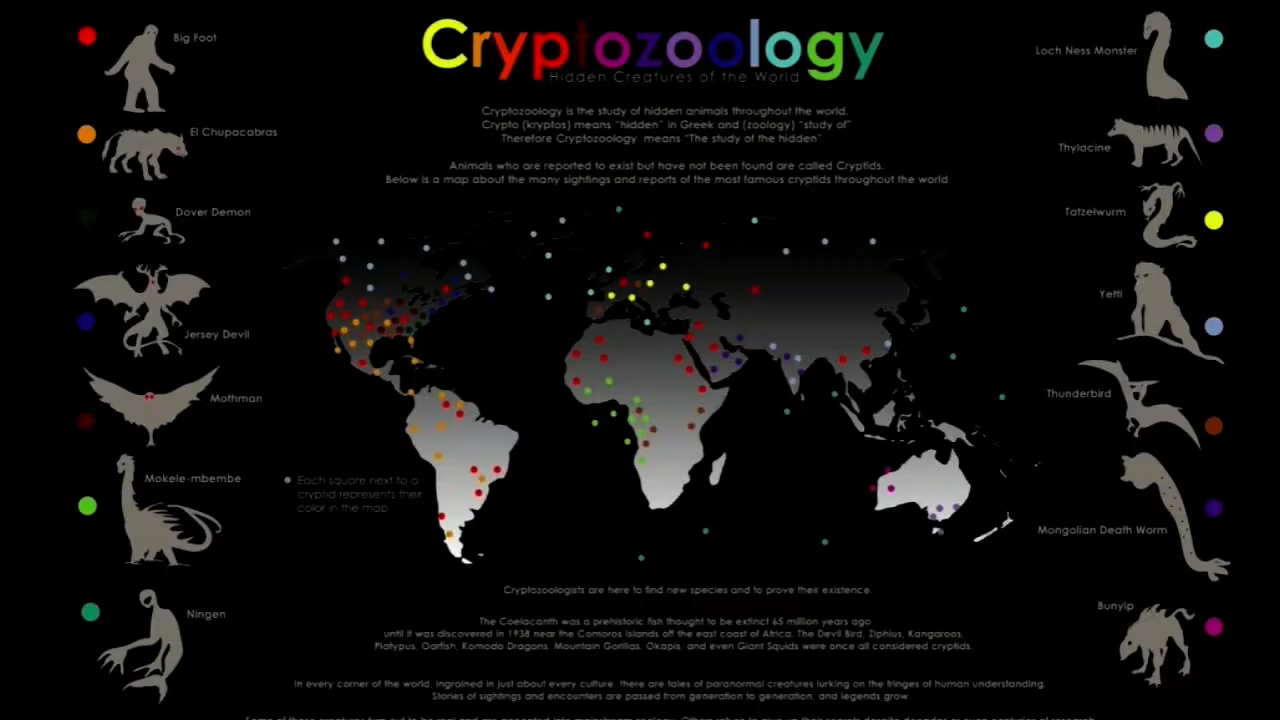 Cryptozoology
Hidden Creatures of the World
Cryptozoology is the study of hidden animals throughout the world.
Crypto (kryptos) means "hidden" in Greek and (zoology) "study of"
Therefore Cryptozoology means "The study of the hidden"
Animals who are reported to exist but have not been found are called Cryptids.
Below is a map about the many sightings and reports of the most famous cryptids throughout the world
Big Foot
El Chupacabras
Dover Demon
Jersey Devil
Mothman
Mokele-mbembe
Ningen
Loch Ness Monster
Thylacine
Tatzelwurm
Yetti
Thunderbird
Mongolian Death Worm
Bunyip
Each square next to a
cryptid represents their
color in the map
Cryptozoologists are here to find new species and to prove their existence.
The Coelacanth was a prehistoric fish thought to be extinct 65 million years ago
until it was discovered in 1938 near the Comoros Islands off the east coast of Africa. The Devil Bird, Ziphius, Kangaroos,
Platypus, Oarfish, Komodo Dragons, Mountain Gorillas, Okapis, and even Giant Squids were once all considered cryptids.
In every corner of the world, ingrained in just about every culture, there are tales of paranormal creatures lurking on the fringes of human understanding.
Stories of sightings and encounters are passed from generation to generation, and legends grow.